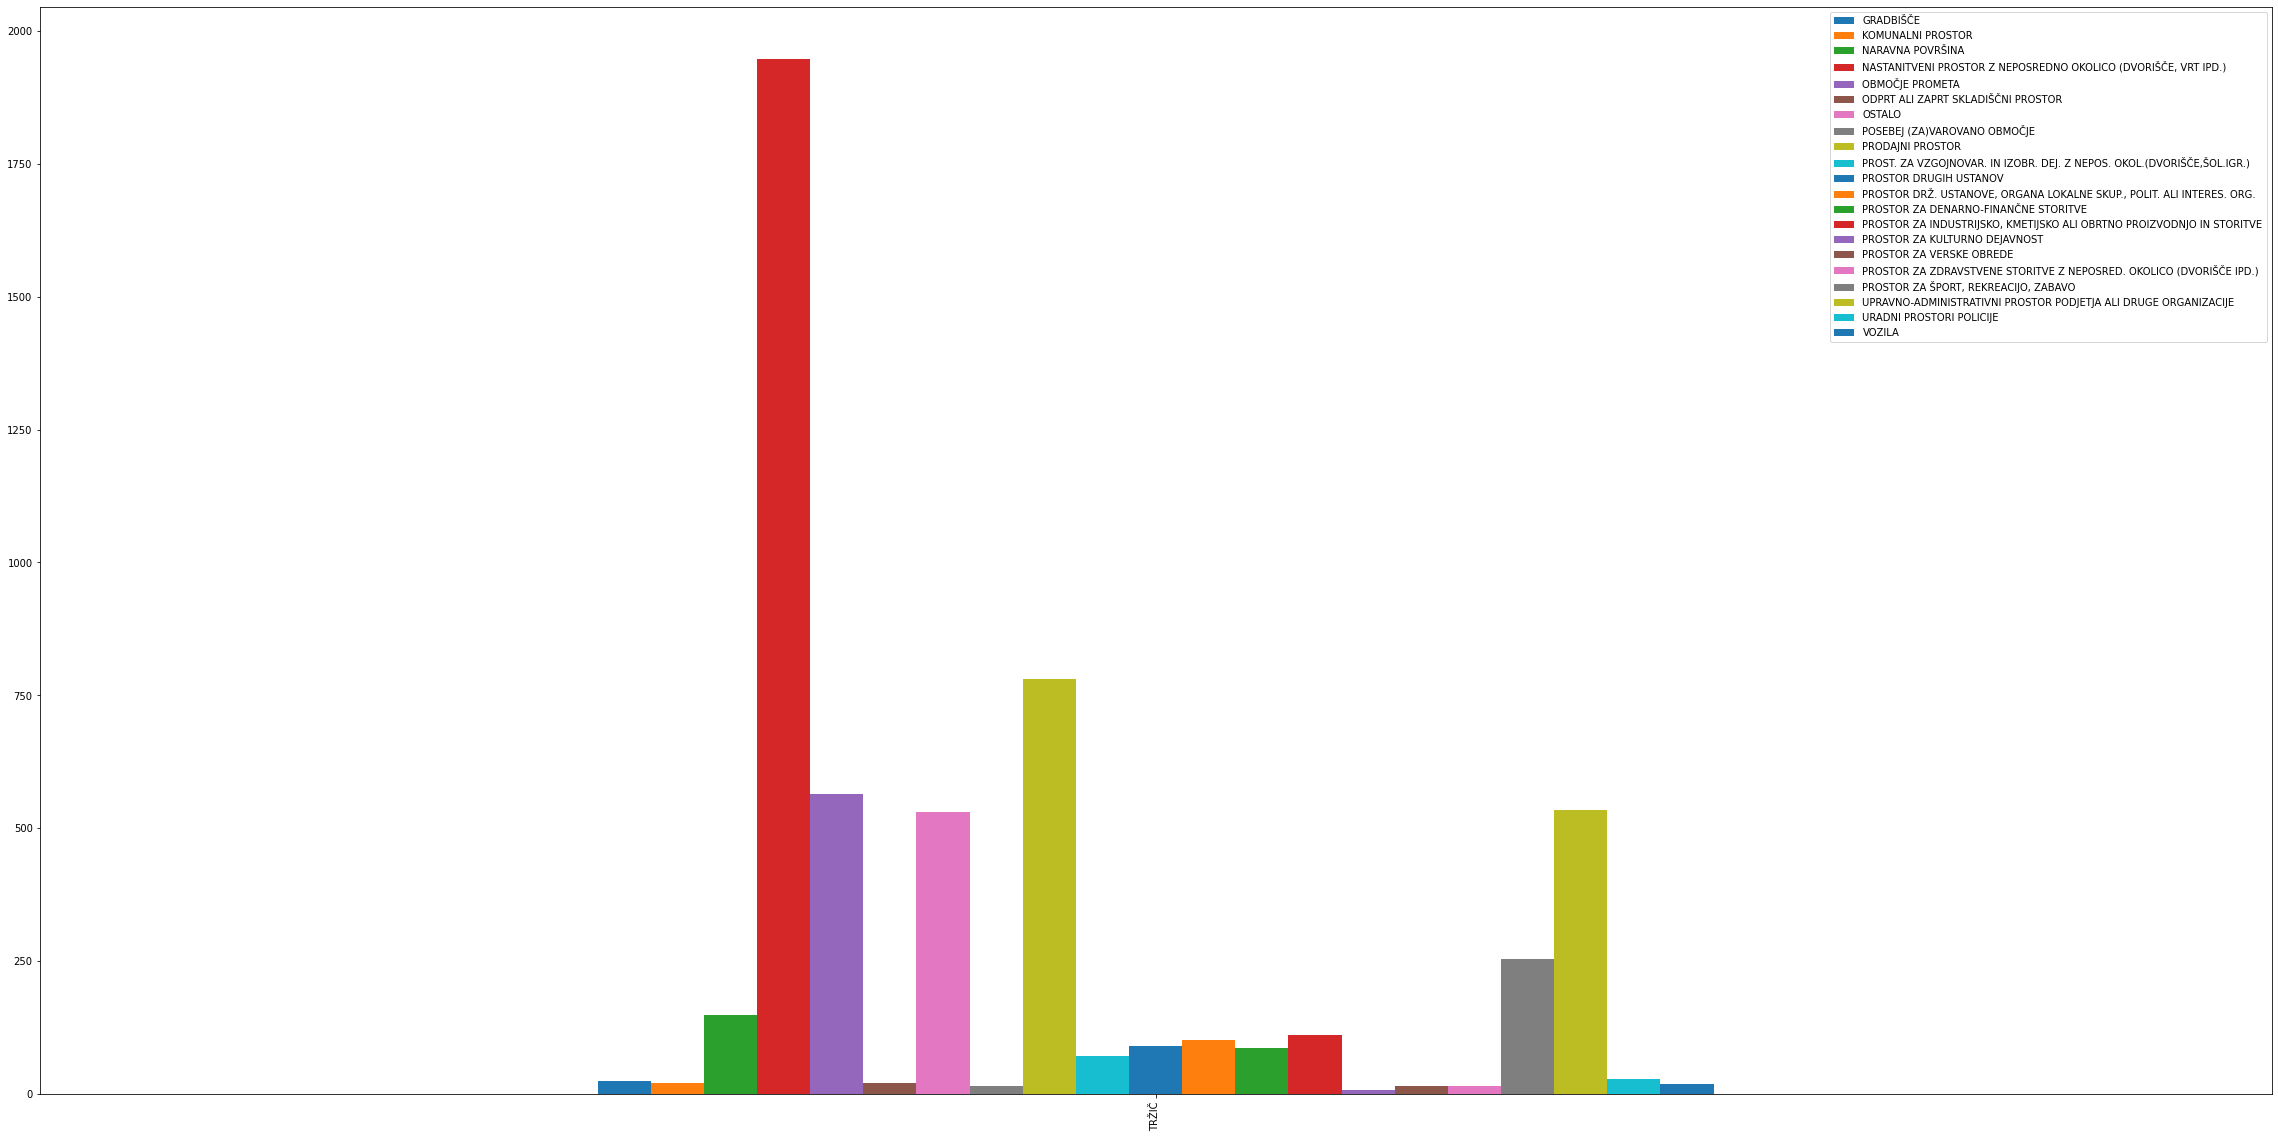 2000
1750
1500
1250
1000
750
500
250
0
GRADBIŠČE
KOMUNALNI PROSTOR
NARAVNA POVRŠINA
NASTANITVENI PROSTOR Z NEPOSREDNO OKOLICO (DVORIŠČE, VRT IPD.)
OBMOČJE PROMETA
ODPRT ALI ZAPRT SKLADIŠČNI PROSTOR
OSTALO
POSEBEJ (ZA)VAROVANO OBMOČJE
PRODAJNI PROSTOR
PROST. ZA VZGOJNOVAR. IN IZOBR. DEJ. Z NEPOS. OKOL.(DVORIŠČE,ŠOL.IGR.)
PROSTOR DRUGIH USTANOV
PROSTOR DRŽ. USTANOVE, ORGANA LOKALNE SKUP., POLIT. ALI INTERES. ORG.
PROSTOR ZA DENARNO-FINANČNE STORITVE
PROSTOR ZA INDUSTRIJSKO, KMETIJSKO ALI OBRTNO PROIZVODNJO IN STORITVE
PROSTOR ZA KULTURNO DEJAVNOST
PROSTOR ZA VERSKE OBREDE
PROSTOR ZA ZDRAVSTVENE STORITVE Z NEPOSRED. OKOLICO (DVORIŠČE IPD.)
PROSTOR ZA ŠPORT, REKREACIJO, ZABAVO
UPRAVNO-ADMINISTRATIVNI PROSTOR PODJETJA ALI DRUGE ORGANIZACIJE
URADNI PROSTORI POLICIJE
VOZILA
TRŽIČ